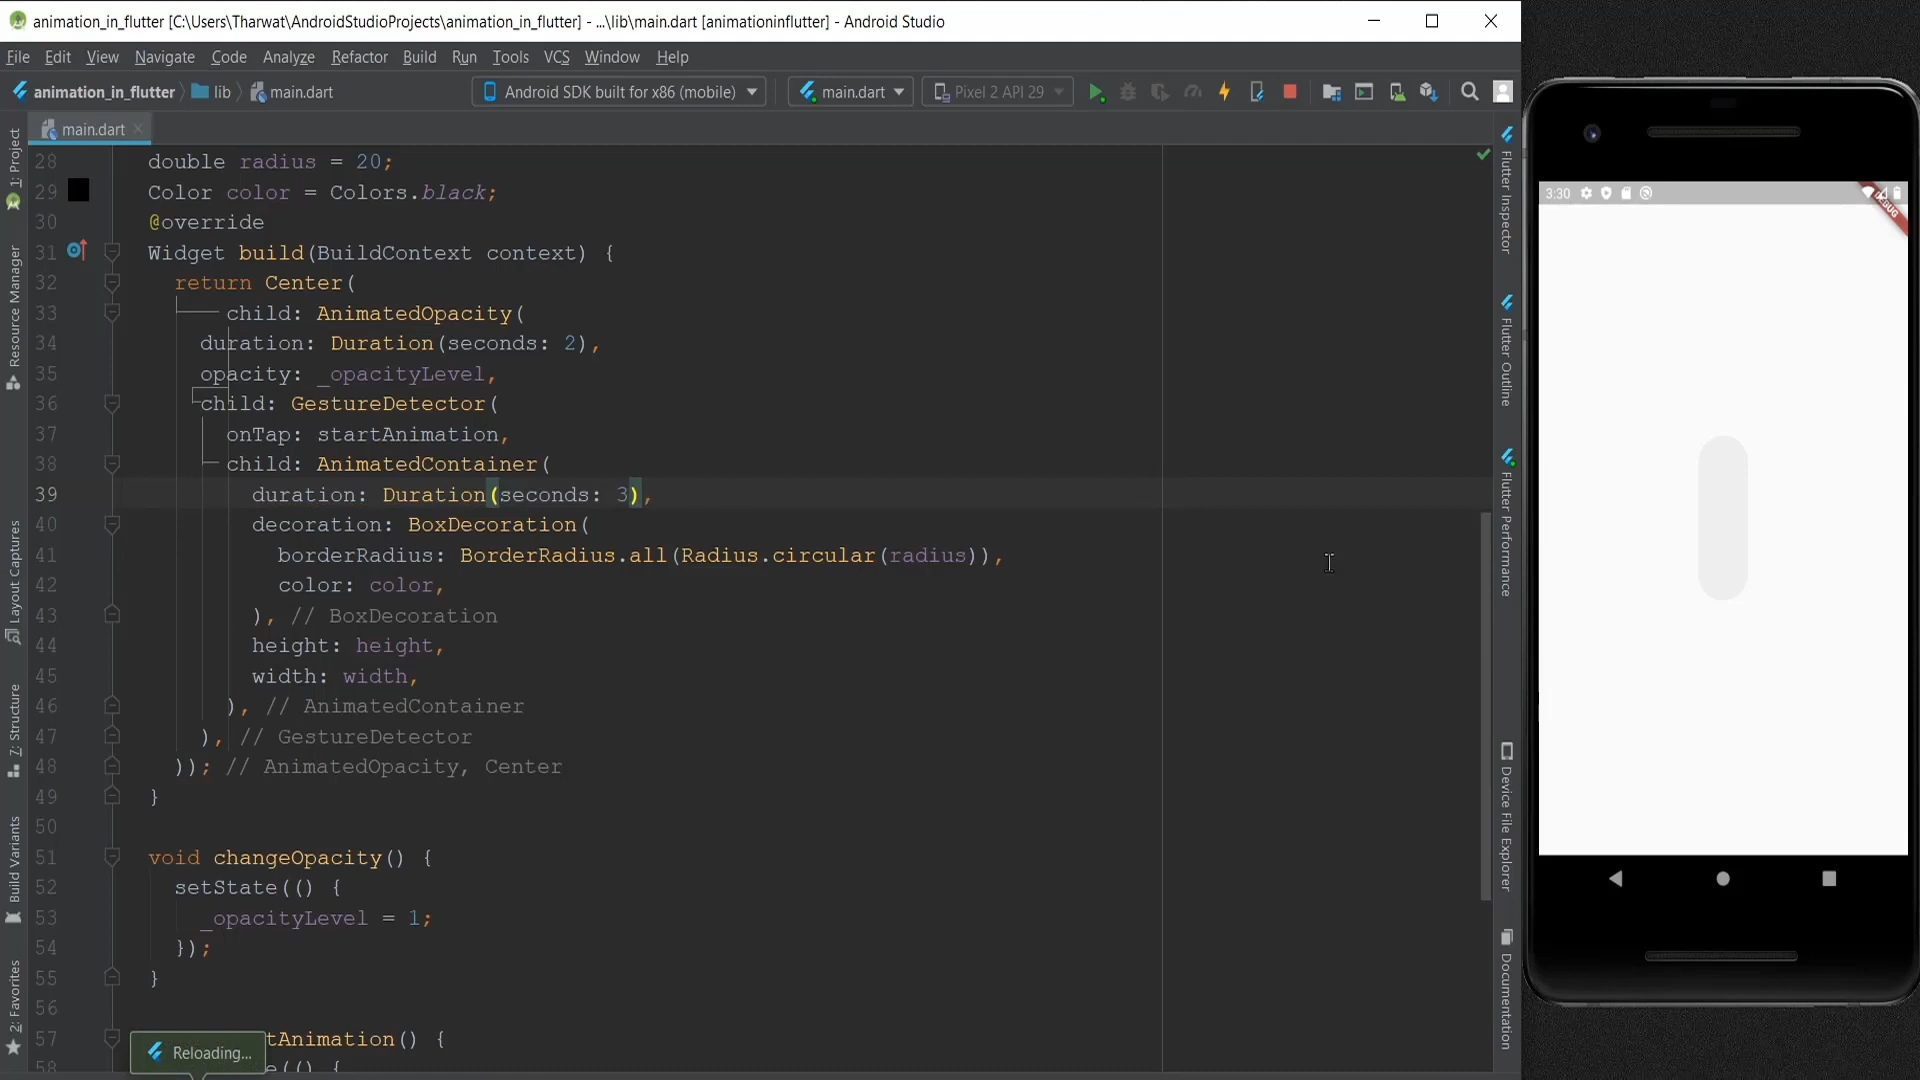 animation_in_flutter [C:\Users\Tharwat\AndroidStudioProjects\animation_in_flutter] - ...\lib\main.dart [animationinflutter] - Android Studio
File Edit View Navigate Code Analyze Refactor Build Run Tools VCS Window Help
animation_in_flutter lib main.dart Android SDK built for x86 (mobile) main.dart Pixel 2 API 29
main.dart
28 double radius = 20;
29 Color color = Colors.black;
30 @override
31 Widget build(BuildContext context) {
32 return Center(
33 child: AnimatedOpacity(
34 duration: Duration(seconds: 2),
35 opacity: _opacityLevel,
36 child: GestureDetector(
37 onTap: startAnimation,
38 child: AnimatedContainer(
39 duration: Duration(seconds: 3),
40 decoration: BoxDecoration(
41 borderRadius: BorderRadius.all(Radius.circular(radius)),
42 color: color,
43 ), // BoxDecoration
44 height: height,
45 width: width,
46 ), // AnimatedContainer
47 ), // GestureDetector
48 )); // AnimatedOpacity, Center
49 }
50
51 void changeOpacity() {
52 setState(() {
53 _opacityLevel = 1;
54 });
55 }
56
57 tAnimation() {
58 e(() {
Reloading...
1: Project
Resource Manager
Layout Captures
7: Structure
Build Variants
2: Favorites
Flutter Inspector
Flutter Outline
Flutter Performance
Device File Explorer
Documentation
3:30
DEBUG